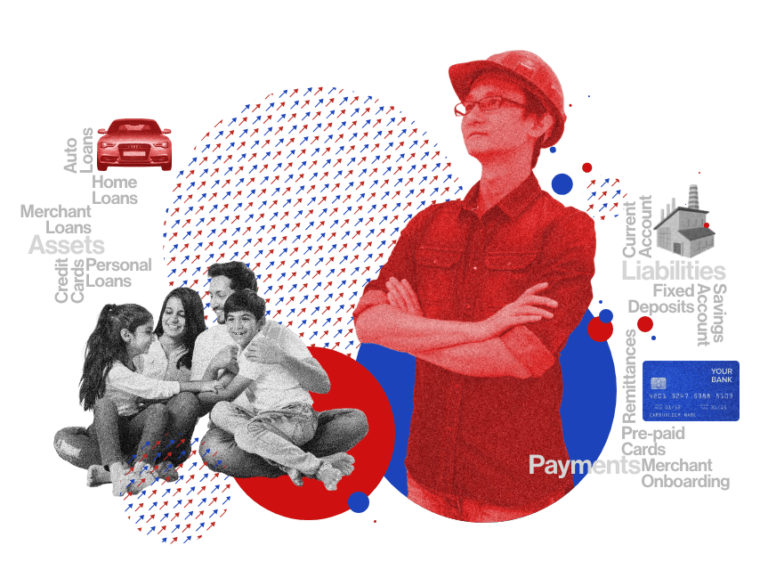 Auto
Loans
Home
Loans
Merchant
Loans
Assets
Credit
Cards
Personal
Loans
Current
Account
Liabilities
Fixed
Deposits
Savings
Account
Remittances
YOUR
BANK
Pre-paid
Cards
Payments
Merchant
Onboarding